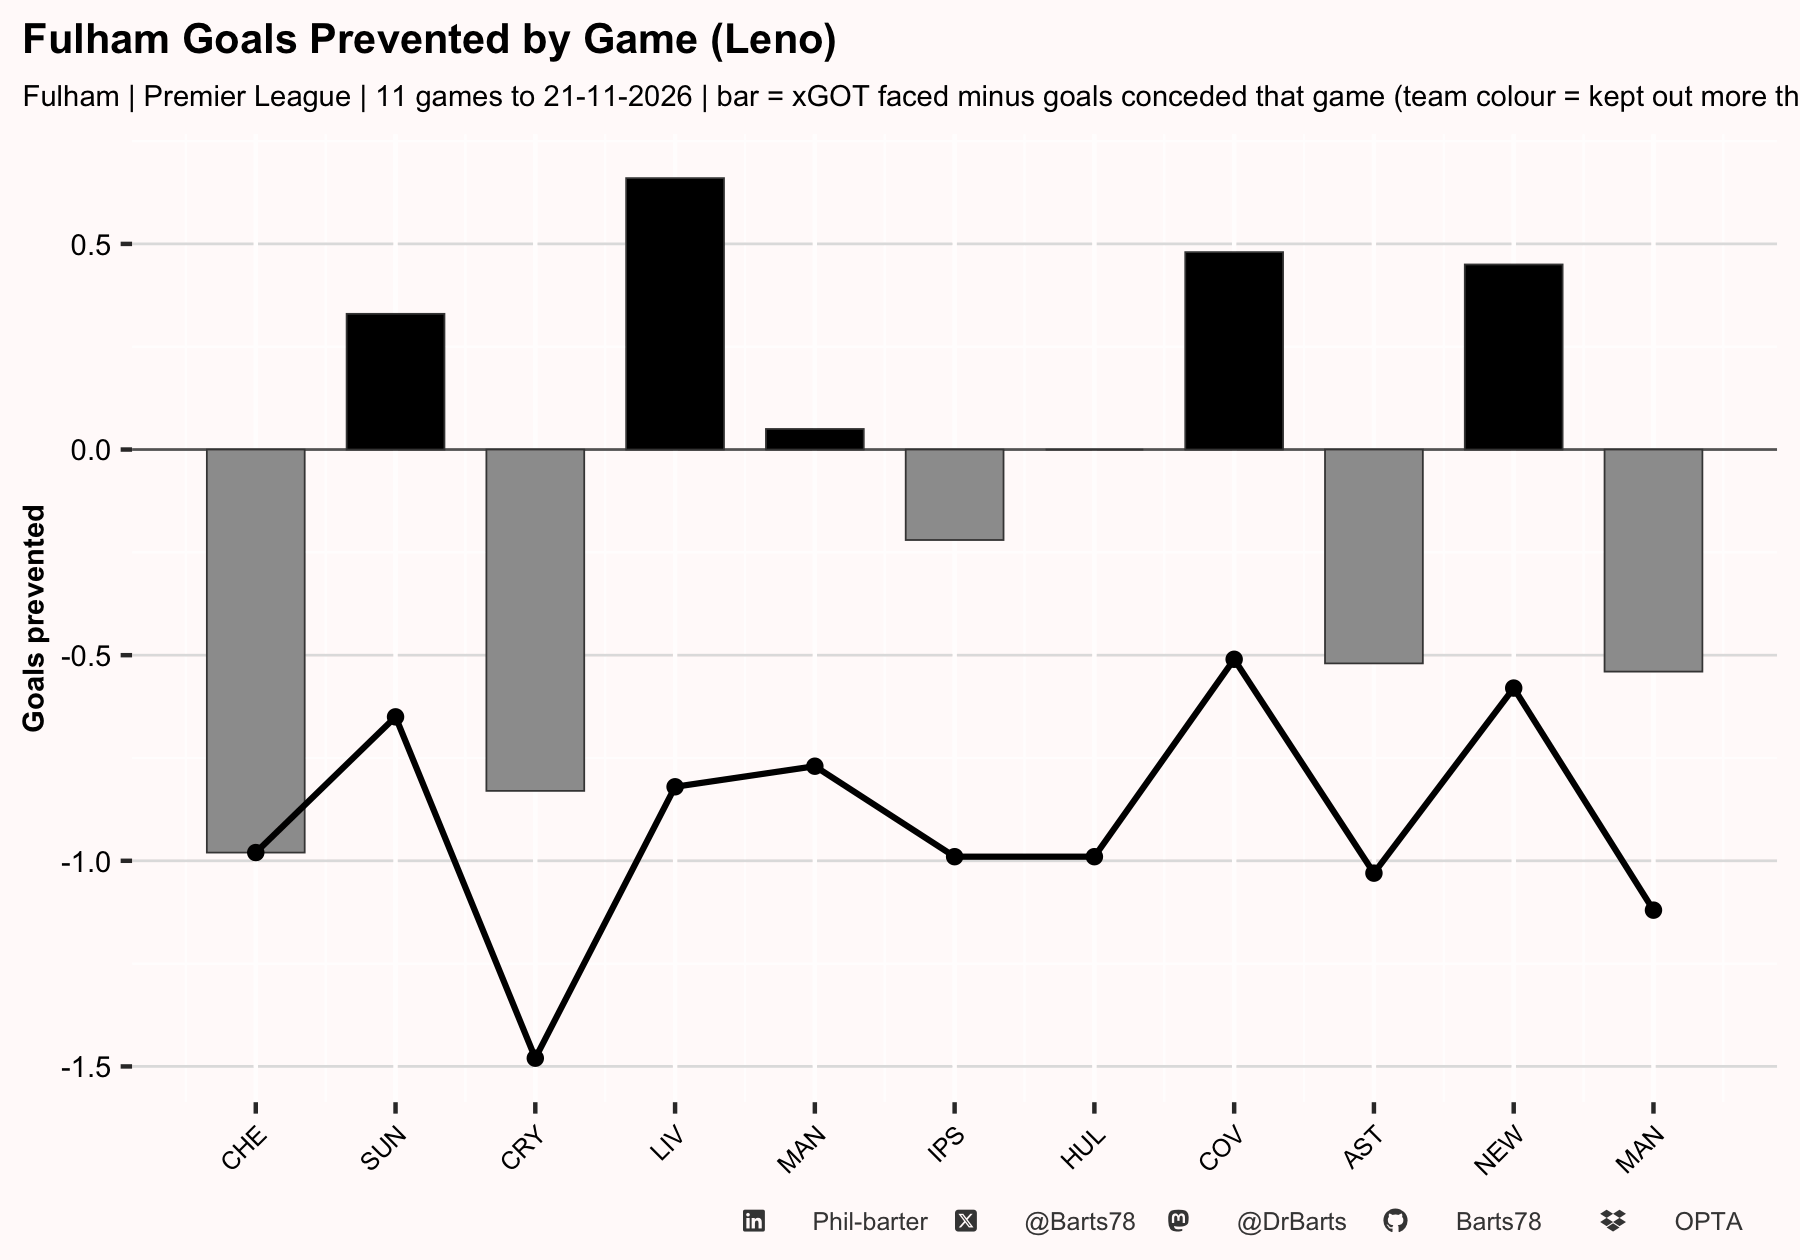 Fulham Goals Prevented by Game (Leno)
Fulham | Premier League | 11 games to 21-11-2026 | bar = xGOT faced minus goals conceded that game (team colour = kept out more th
Goals prevented
0.5
0.0
-0.5
-1.0
-1.5
CHE SUN CRY LIV MAN IPS HUL COV AST NEW MAN
Phil-barter @Barts78 @DrBarts Barts78 OPTA